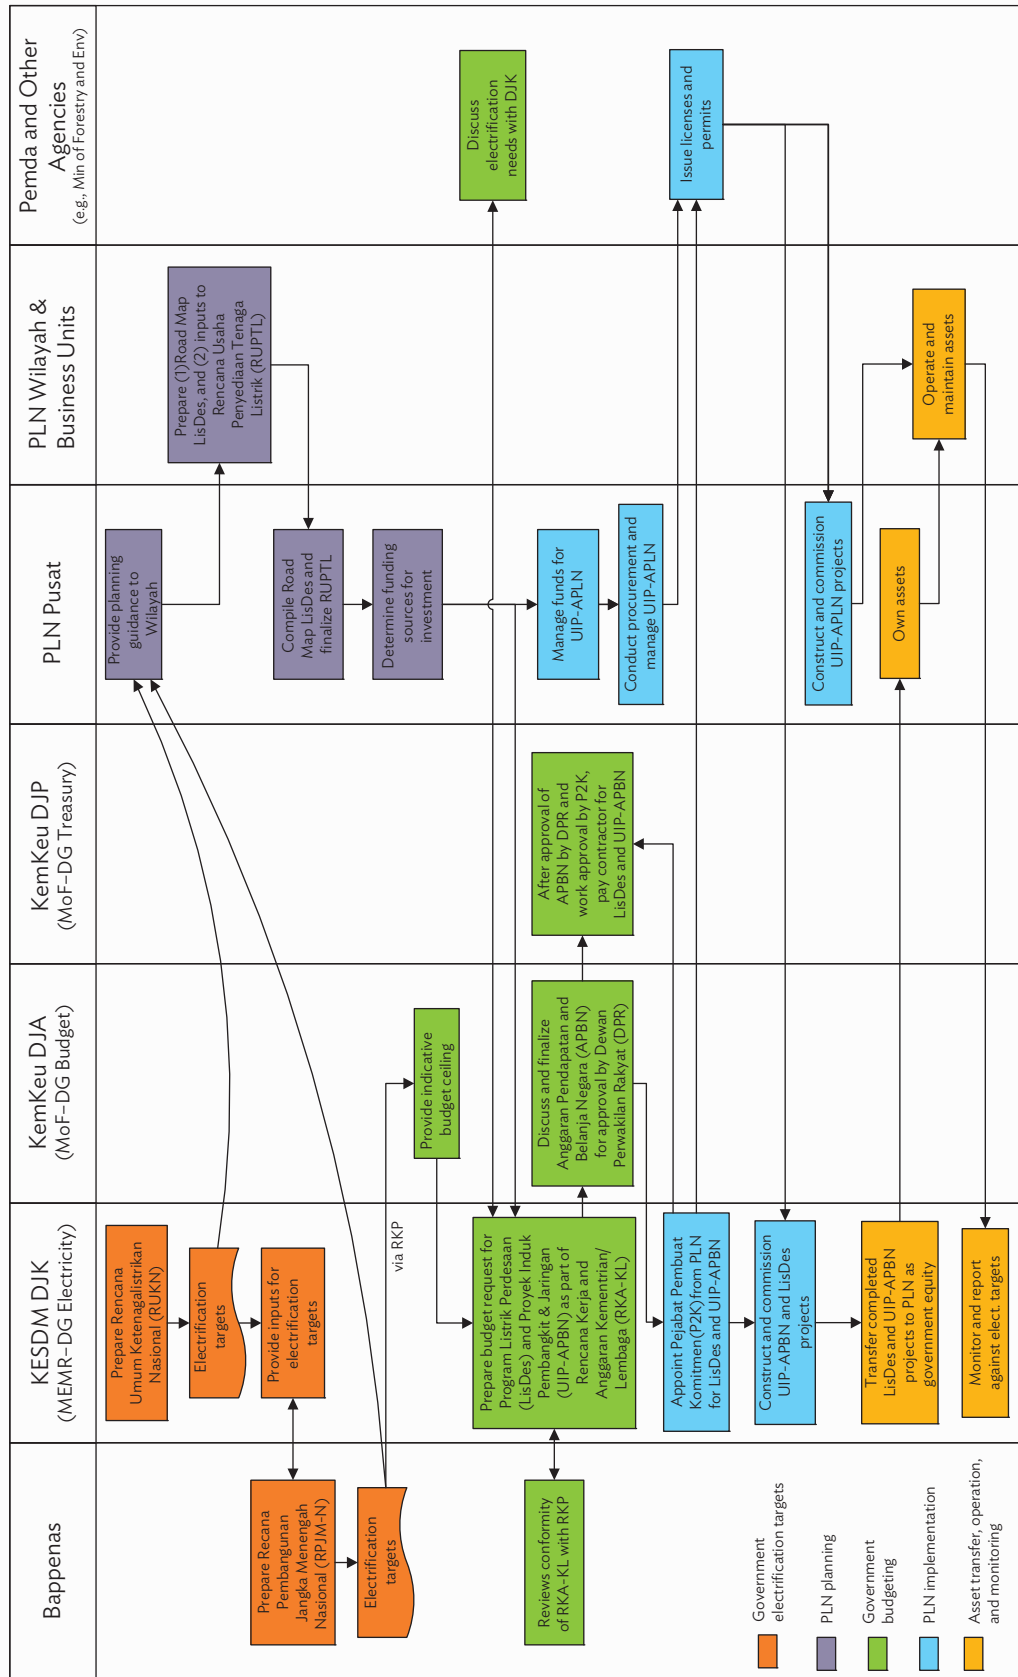 Bappenas
KESDM DJK
(MEMR–DG Electricity)
KemKeu DJA
(MoF–DG Budget)
KemKeu DJP
(MoF–DG Treasury)
PLN Pusat
PLN Wilayah &
Business Units
Pemda and Other
Agencies
(e.g., Min of Forestry and Env)
Prepare Rencana
Umum Ketenagalistrikan
Nasional (RUKN)
Provide planning
guidance to
Wilayah
Electrification
targets
Prepare (1)Road Map
LisDes, and (2) inputs to
Rencana Usaha
Penyediaan Tenaga
Listrik (RUPTL)
Prepare Recana
Pembangunan
Jangka Menengah
Nasional (RPJM-N)
Provide inputs for
electrification
targets
Compile Road
Map LisDes and
finalize RUPTL
Electrification
targets
via RKP
Determine funding
sources for
investment
Provide indicative
budget ceiling
Discuss
electrification
needs with DJK
Reviews conformity
of RKA-KL with RKP
Prepare budget request for
Program Listrik Perdesaan
(LisDes) and Proyek Induk
Pembangkit & Jaringan
(UIP-APBN) as part of
Rencana Kerja and
Anggaran Kementrian/
Lembaga (RKA-KL)
Discuss and finalize
Anggaran Pendapatan and
Belanja Negara (APBN)
for approval by Dewan
Perwakilan Rakyat (DPR)
After approval of
APBN by DPR and
work approval by P2K,
pay contractor for
LisDes and UIP-APBN
Manage funds for
UIP-APLN
Conduct procurement and
manage UIP-APLN
Issue licenses and
permits
Appoint Pejabat Pembuat
Komitmen(P2K)from PLN
for LisDes and UIP-APBN
Construct and commission
UIP-APBN and LisDes
projects
Construct and commission
UIP-APLN projects
Transfer completed
LisDes and UIP-APBN
projects to PLN as
government equity
Own assets
Operate and
maintain assets
Monitor and report
against elect. targets
Government
electrification targets
PLN planning
Government
budgeting
PLN implementation
Asset transfer, operation,
and monitoring